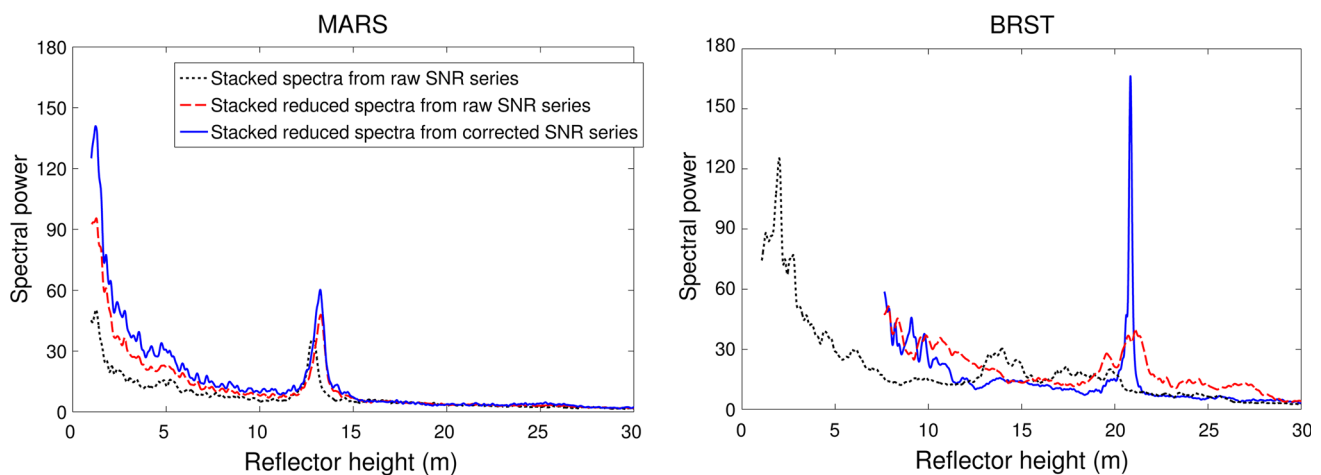 MARS
180
150
120
90
60
30
0
Spectral power
Stacked spectra from raw SNR series
Stacked reduced spectra from raw SNR series
Stacked reduced spectra from corrected SNR series
0 5 10 15 20 25 30
Reflector height (m)
BRST
180
150
120
90
60
30
0
Spectral power
0 5 10 15 20 25 30
Reflector height (m)